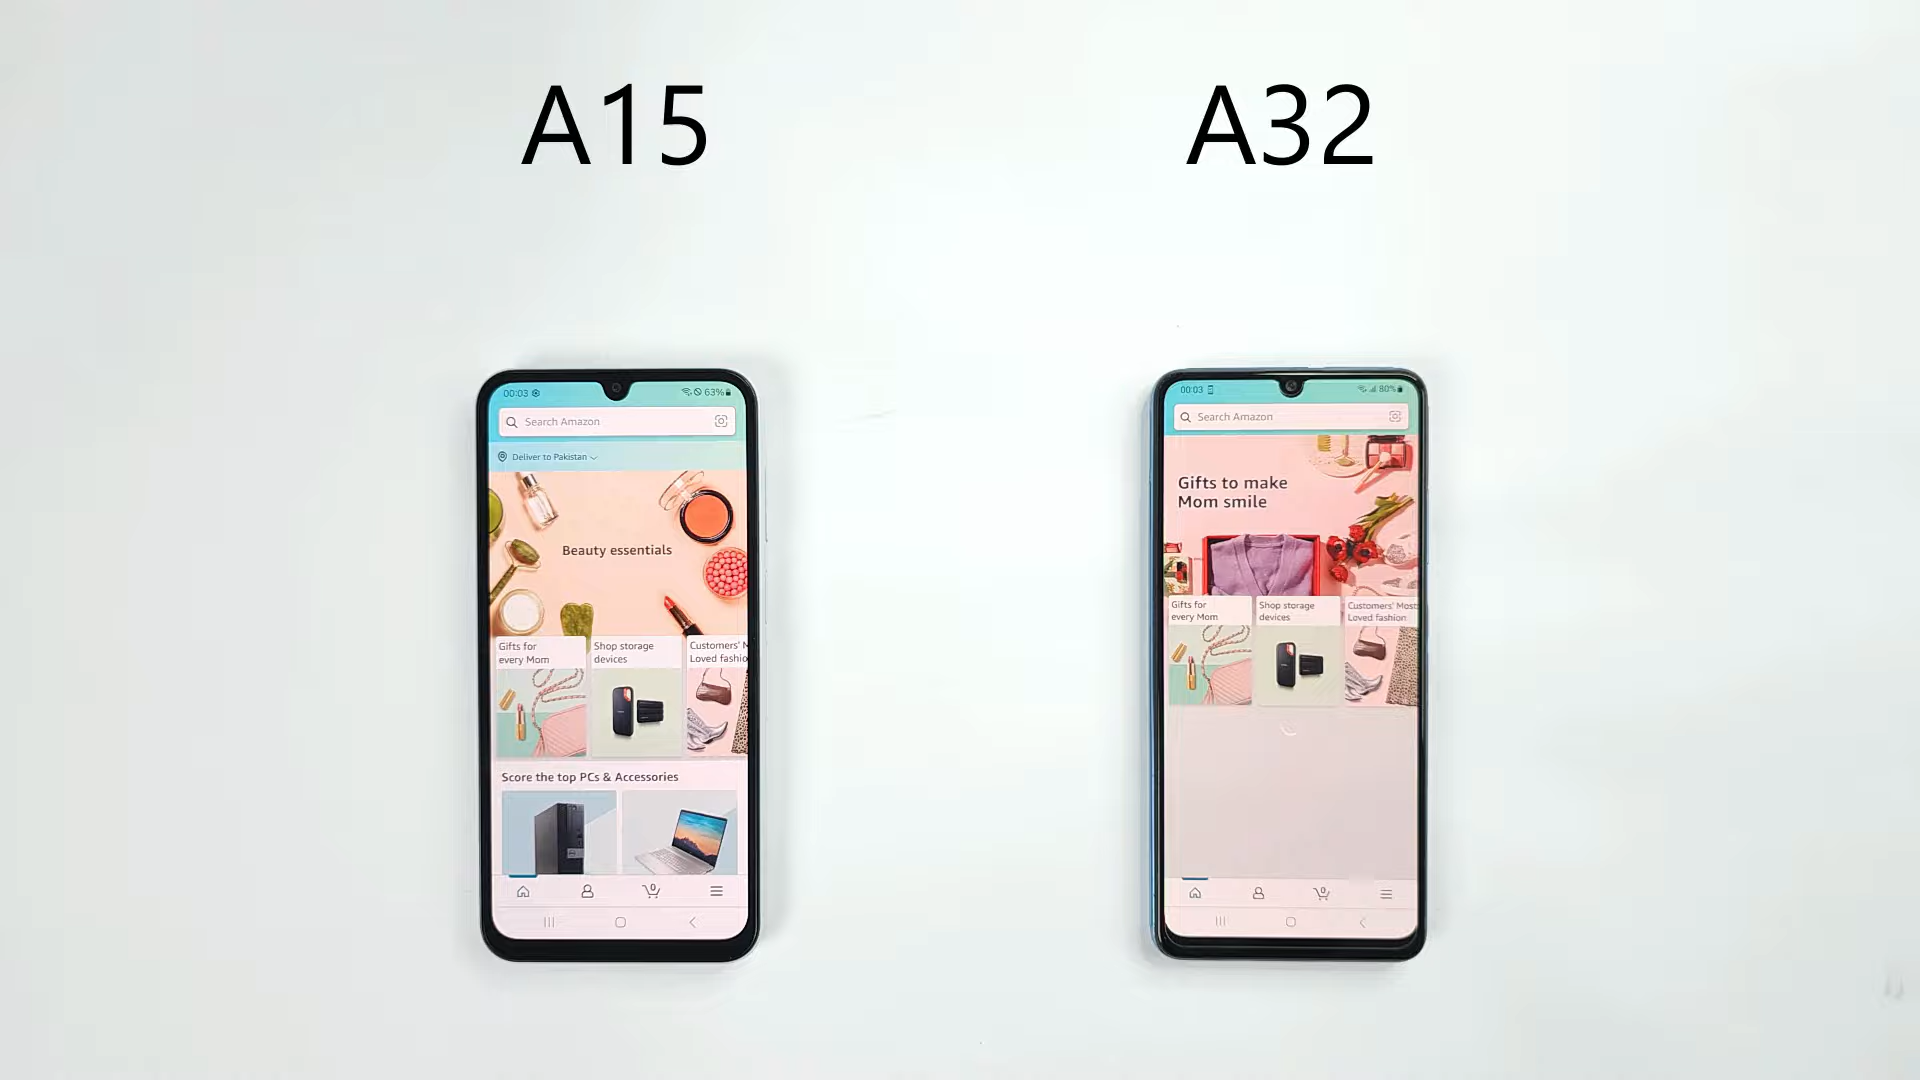 A15
A32
00:03
63%
Search Amazon
Deliver to Pakistan
Beauty essentials
Gifts for
every Mom
Shop storage
devices
Customers' M
Loved fashio
Score the top PCs & Accessories
0
00:03
80%
Search Amazon
Gifts to make
Mom smile
Gifts for
every Mom
Shop storage
devices
Customers' Most
Loved fashion
0